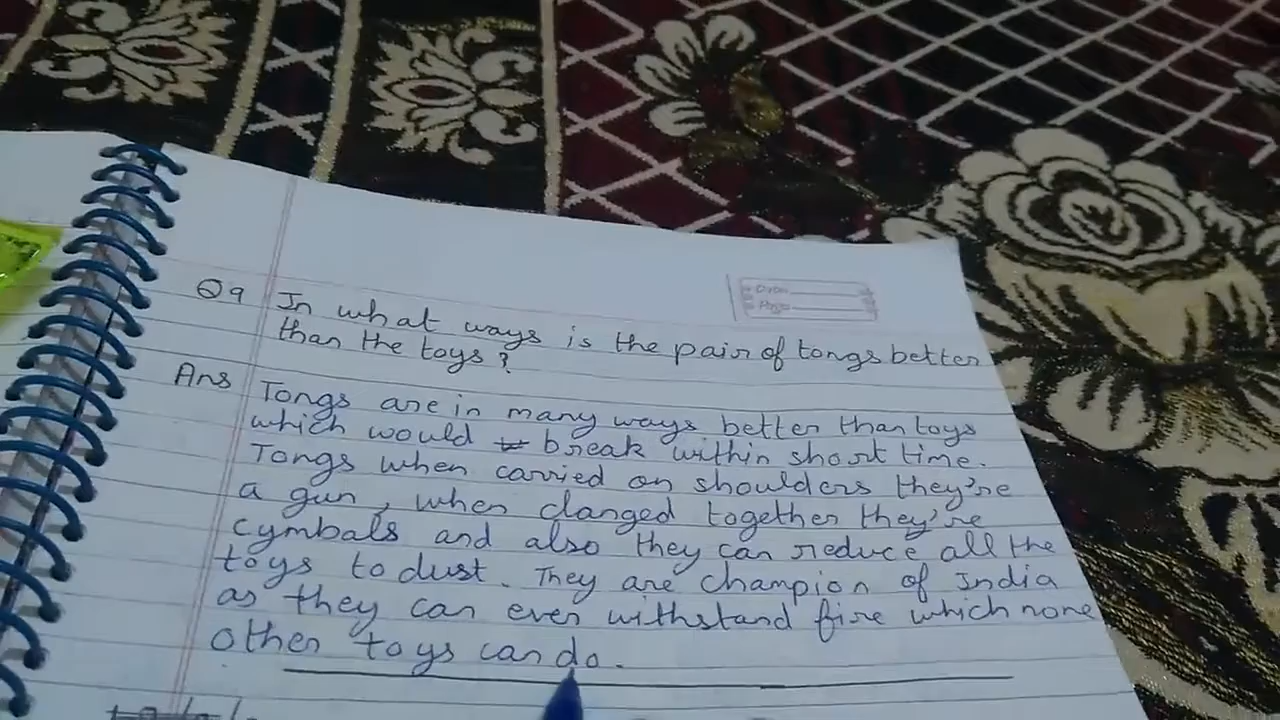 Date
Page
Q9 In what ways is the pair of tongs better
than the toys?
Ans Tongs are in many ways better than toys
which would break within short time.
Tongs when carried on shoulders they're
a gun, when clanged together they're
cymbals and also they can reduce all the
toys to dust. They are champion of India
as they can even withstand fire which none
other toys can do.